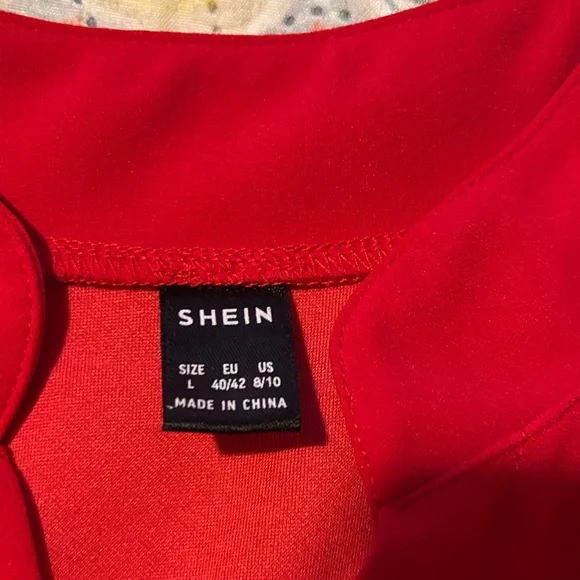 SHEIN
SIZE EU US
L 40/42 8/10
MADE IN CHINA